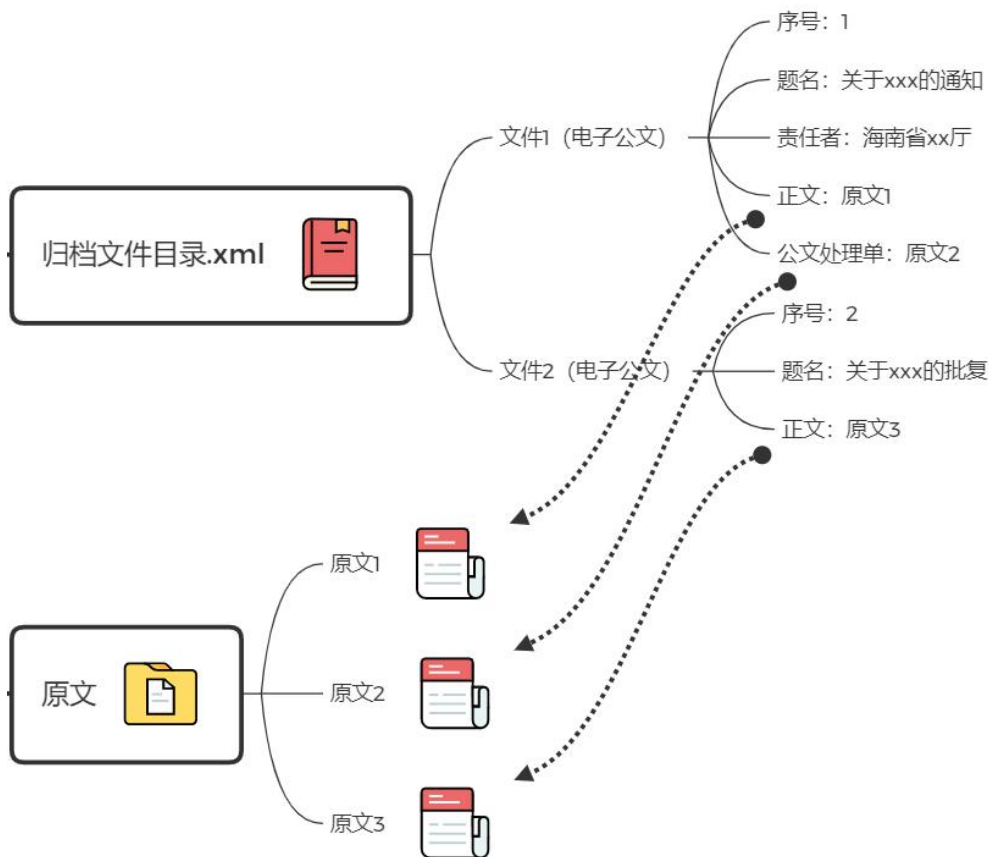 序号：1
题名：关于xxx的通知
文件1（电子公文）
责任者：海南省xx厅
正文：原文1
归档文件目录.xml
公文处理单：原文2
序号：2
文件2（电子公文）
题名：关于xxx的批复
正文：原文3
原文1
原文
原文2
原文3